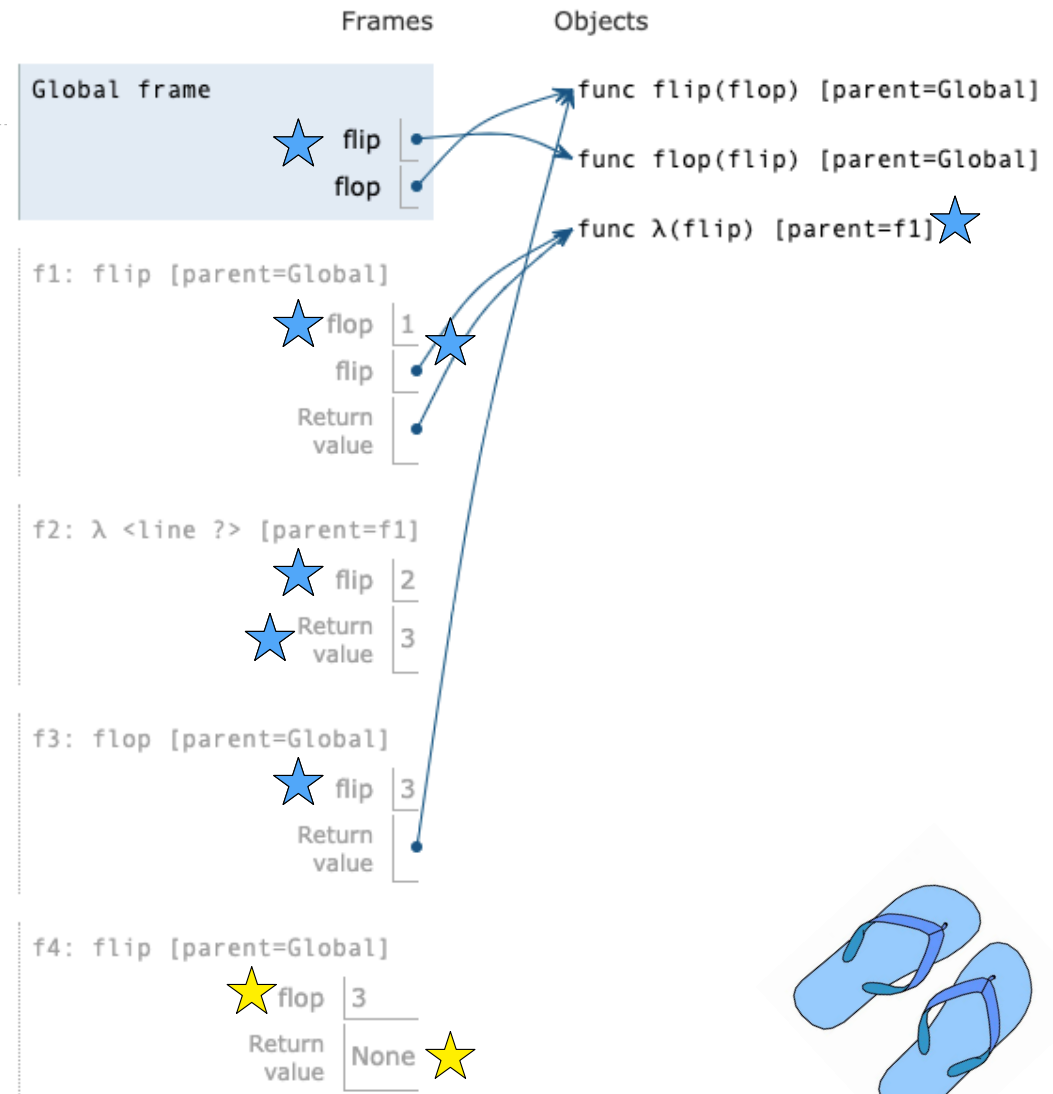 Frames Objects
Global frame
flip
flop
func flip(flop) [parent=Global]
func flop(flip) [parent=Global]
func λ(flip) [parent=f1]
f1: flip [parent=Global]
flop 1
flip
Return
value
f2: λ <line ?> [parent=f1]
flip 2
Return
value 3
f3: flop [parent=Global]
flip 3
Return
value
f4: flip [parent=Global]
flop 3
Return
value None